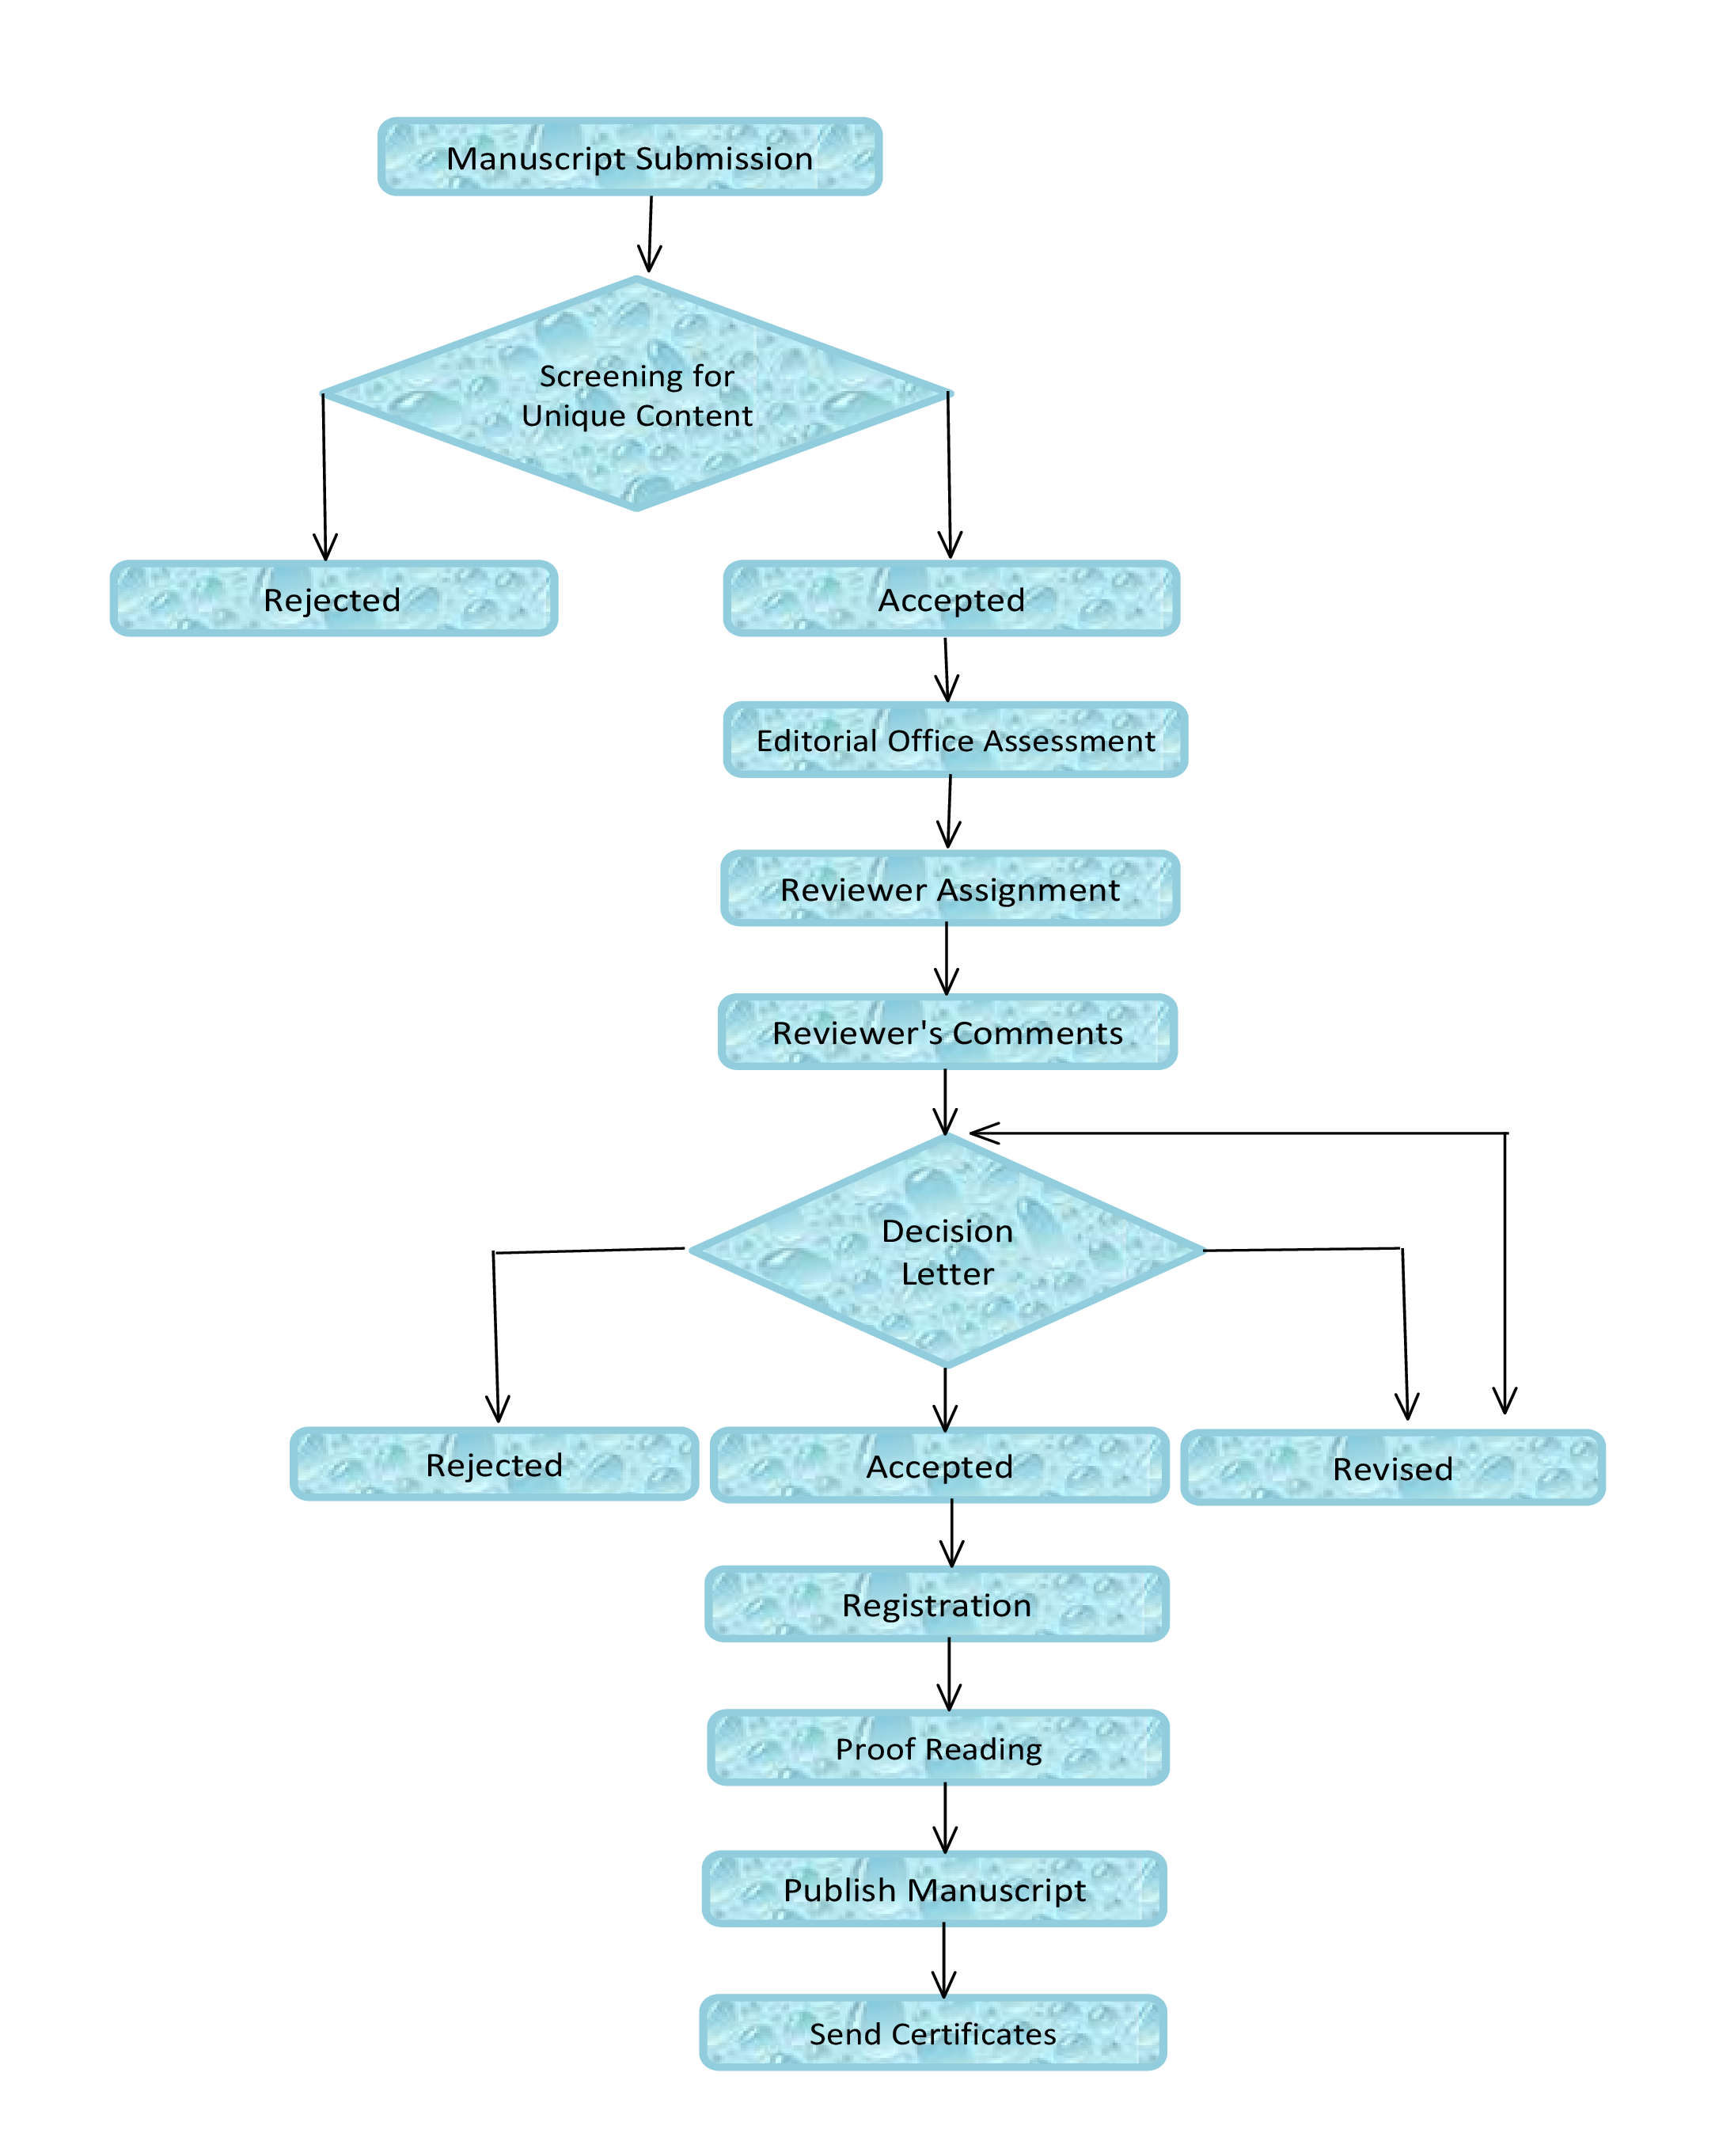 Manuscript Submission
Screening for
Unique Content
Rejected
Accepted
Editorial Office Assessment
Reviewer Assignment
Reviewer's Comments
Decision
Letter
Rejected
Accepted
Revised
Registration
Proof Reading
Publish Manuscript
Send Certificates